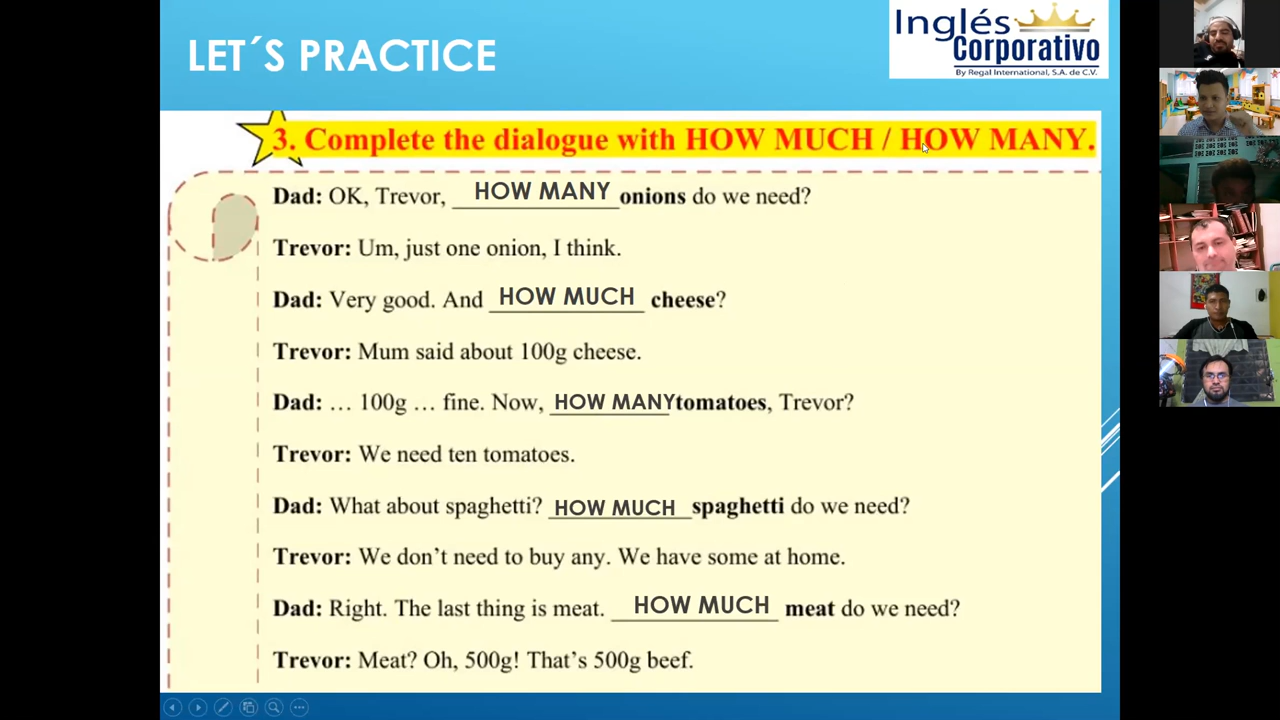 LET´S PRACTICE
Inglés
Corporativo
By Regal International, S.A. de C.V.
3. Complete the dialogue with HOW MUCH / HOW MANY.
Dad: OK, Trevor, HOW MANY onions do we need?
Trevor: Um, just one onion, I think.
Dad: Very good. And HOW MUCH cheese?
Trevor: Mum said about 100g cheese.
Dad: … 100g … fine. Now, HOW MANY tomatoes, Trevor?
Trevor: We need ten tomatoes.
Dad: What about spaghetti? HOW MUCH spaghetti do we need?
Trevor: We don’t need to buy any. We have some at home.
Dad: Right. The last thing is meat. HOW MUCH meat do we need?
Trevor: Meat? Oh, 500g! That’s 500g beef.